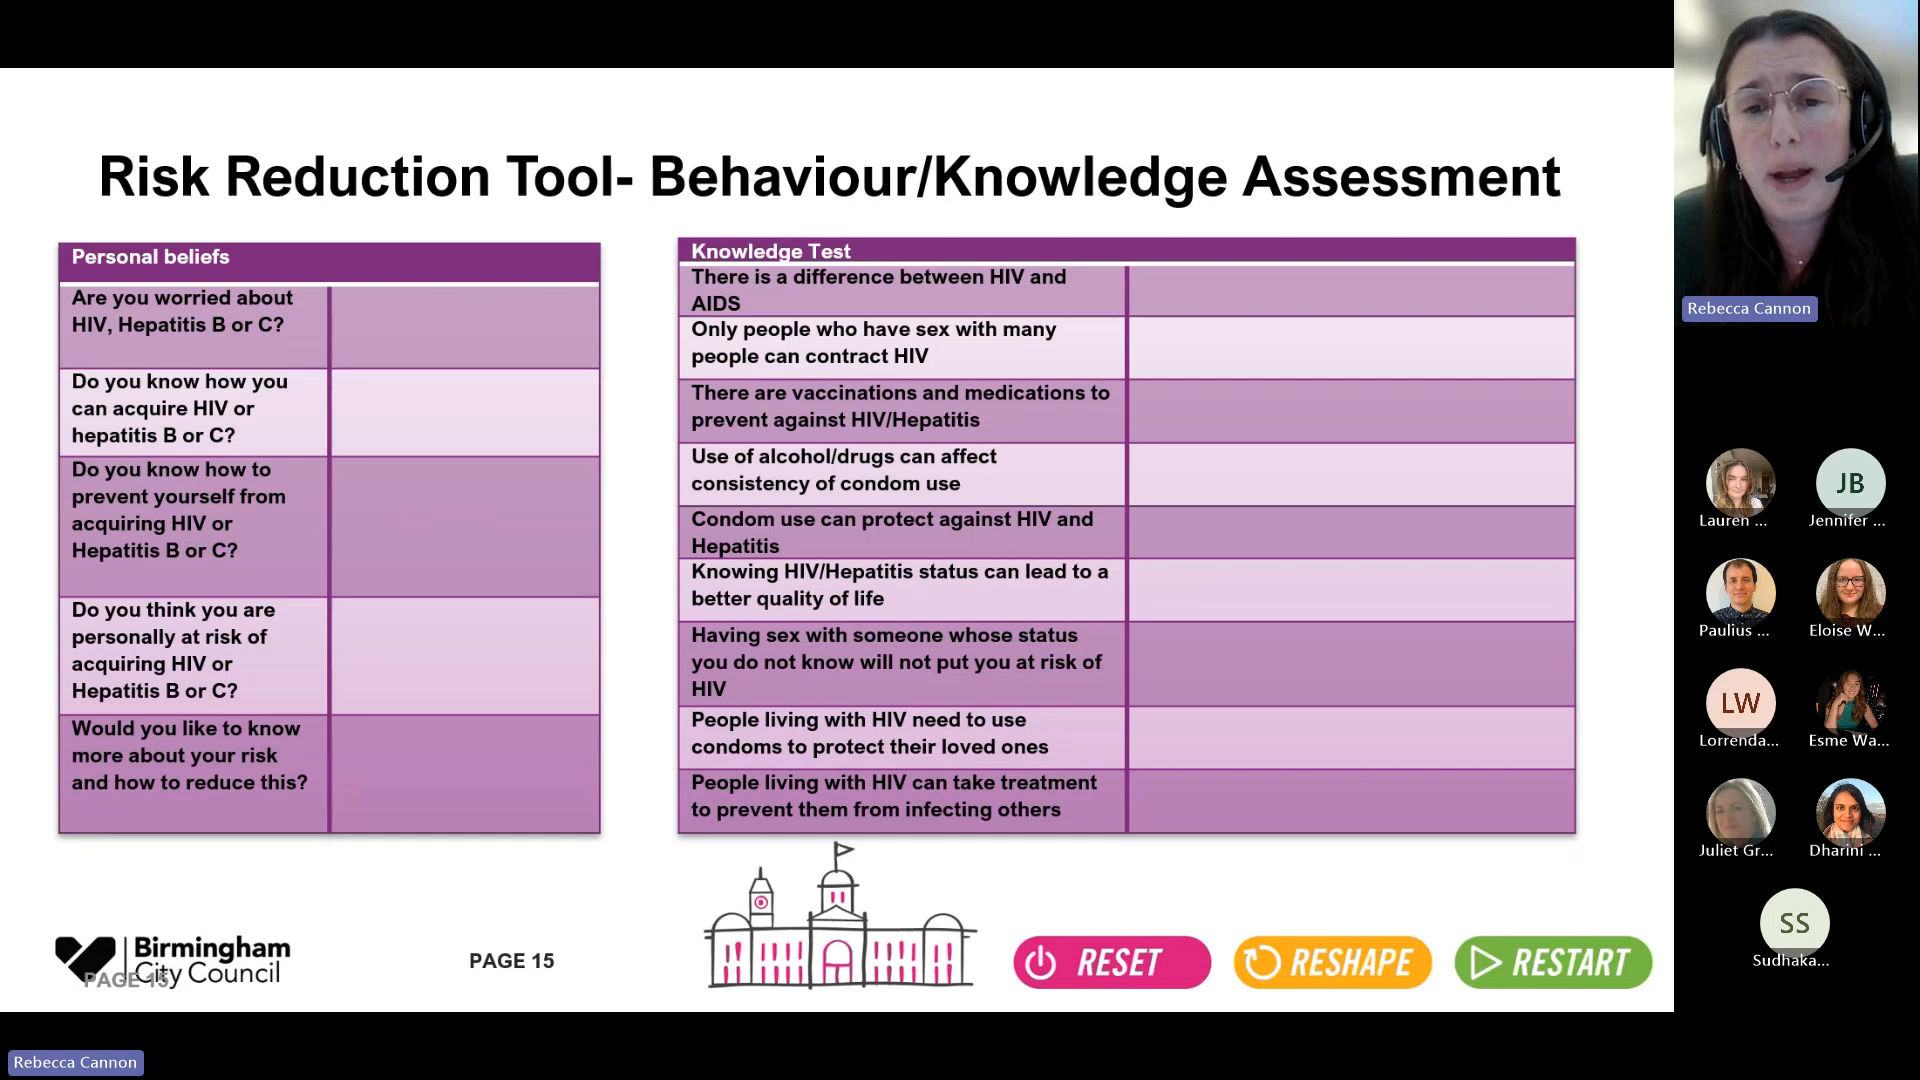 Risk Reduction Tool- Behaviour/Knowledge Assessment
Personal beliefs
Are you worried about
HIV, Hepatitis B or C?
Do you know how you
can acquire HIV or
hepatitis B or C?
Do you know how to
prevent yourself from
acquiring HIV or
Hepatitis B or C?
Do you think you are
personally at risk of
acquiring HIV or
Hepatitis B or C?
Would you like to know
more about your risk
and how to reduce this?
Knowledge Test
There is a difference between HIV and
AIDS
Only people who have sex with many
people can contract HIV
There are vaccinations and medications to
prevent against HIV/Hepatitis
Use of alcohol/drugs can affect
consistency of condom use
Condom use can protect against HIV and
Hepatitis
Knowing HIV/Hepatitis status can lead to a
better quality of life
Having sex with someone whose status
you do not know will not put you at risk of
HIV
People living with HIV need to use
condoms to protect their loved ones
People living with HIV can take treatment
to prevent them from infecting others
Birmingham
City Council
PAGE 15
PAGE 15
RESET
RESHAPE
RESTART
Rebecca Cannon
Lauren ...
JB
Jennifer ...
Paulius ...
Eloise W...
LW
Lorrenda...
Esme Wa...
Juliet Gr...
Dharini ...
SS
Sudhaka...
Rebecca Cannon